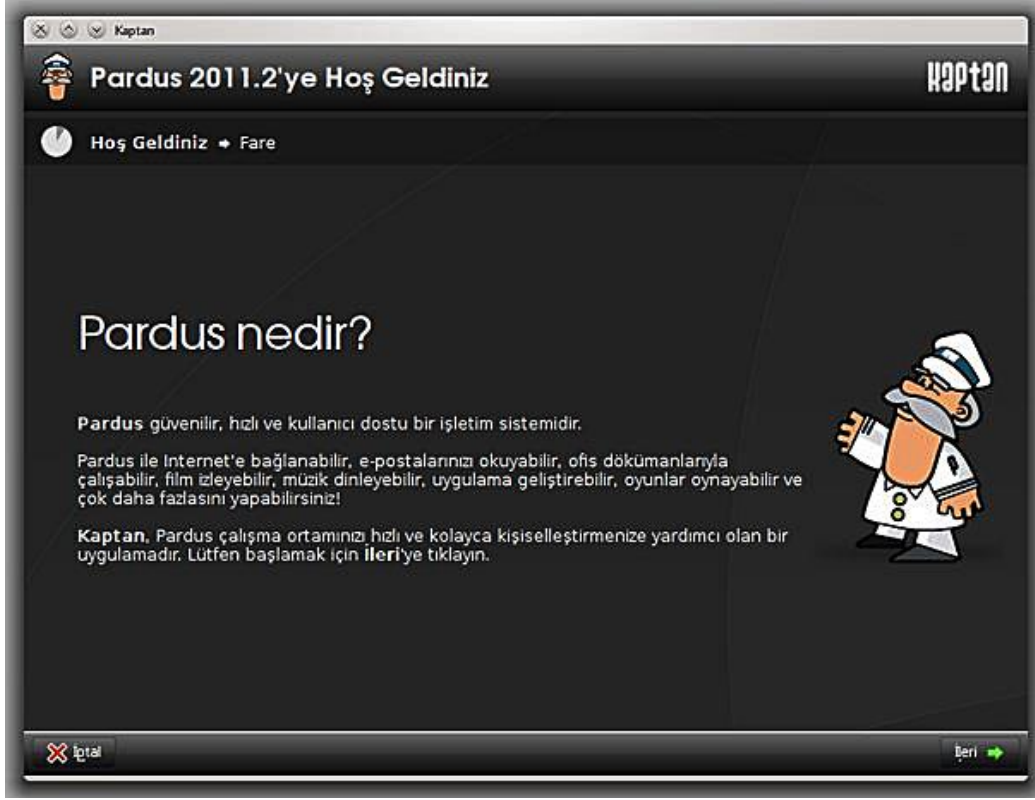 Kaptan
Pardus 2011.2'ye Hoş Geldiniz
kaptan
Hoş Geldiniz ➧ Fare
Pardus nedir?
Pardus güvenilir, hızlı ve kullanıcı dostu bir işletim sistemidir.
Pardus ile Internet'e bağlanabilir, e-postalarınızı okuyabilir, ofis dökümanlarıyla
çalışabilir, film izleyebilir, müzik dinleyebilir, uygulama geliştirebilir, oyunlar oynayabilir ve
çok daha fazlasını yapabilirsiniz!
Kaptan, Pardus çalışma ortamınızı hızlı ve kolayca kişiselleştirmenize yardımcı olan bir
uygulamadır. Lütfen başlamak için İleri'ye tıklayın.
İptal
İleri